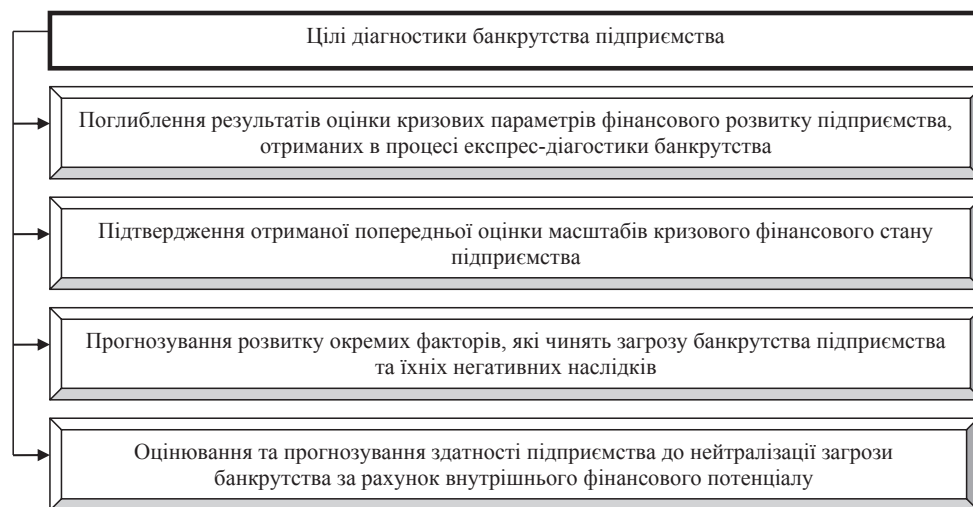 Цілі діагностики банкрутства підприємства
Поглиблення результатів оцінки кризових параметрів фінансового розвитку підприємства,
отриманих в процесі експрес-діагостики банкрутства
Підтвердження отриманої попередньої оцінки масштабів кризового фінансового стану
підприємства
Прогнозування розвитку окремих факторів, які чинять загрозу банкрутства підприємства
та їхніх негативних наслідків
Оцінювання та прогнозування здатності підприємства до нейтралізації загрози
банкрутства за рахунок внутрішнього фінансового потенціалу